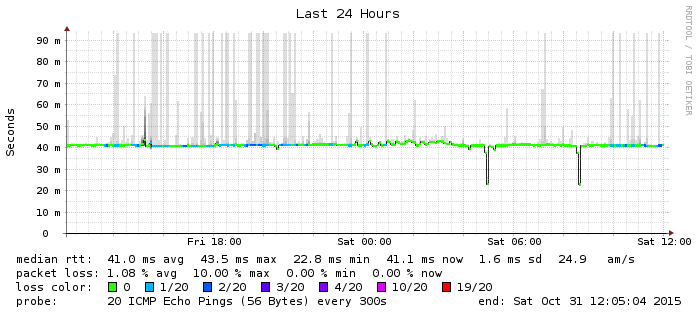 Last 24 Hours
RRDTOOL / TOBI OETIKER
Seconds
90 m
80 m
70 m
60 m
50 m
40 m
30 m
20 m
10 m
0
Fri 18:00 Sat 00:00 Sat 06:00 Sat 12:00
median rtt: 41.0 ms avg 43.5 ms max 22.8 ms min 41.1 ms now 1.6 ms sd 24.9 am/s
packet loss: 1.08 % avg 10.00 % max 0.00 % min 0.00 % now
loss color: 0 1/20 2/20 3/20 4/20 10/20 19/20
probe: 20 ICMP Echo Pings (56 Bytes) every 300s end: Sat Oct 31 12:05:04 2015